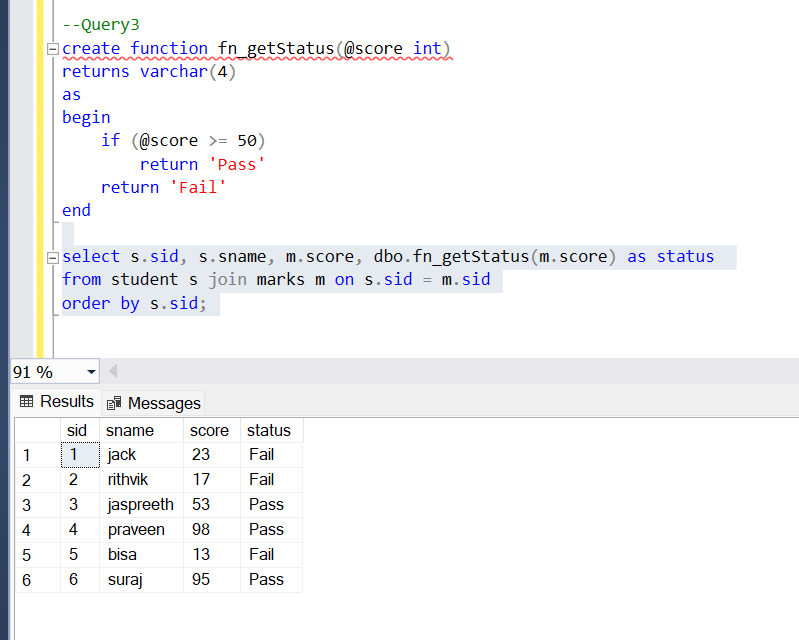 --Query3
create function fn_getStatus(@score int)
returns varchar(4)
as
begin
    if (@score >= 50)
        return 'Pass'
    return 'Fail'
end
select s.sid, s.sname, m.score, dbo.fn_getStatus(m.score) as status
from student s join marks m on s.sid = m.sid
order by s.sid;
91 %
Results Messages
sid sname score status
1 1 jack 23 Fail
2 2 rithvik 17 Fail
3 3 jaspreeth 53 Pass
4 4 praveen 98 Pass
5 5 bisa 13 Fail
6 6 suraj 95 Pass